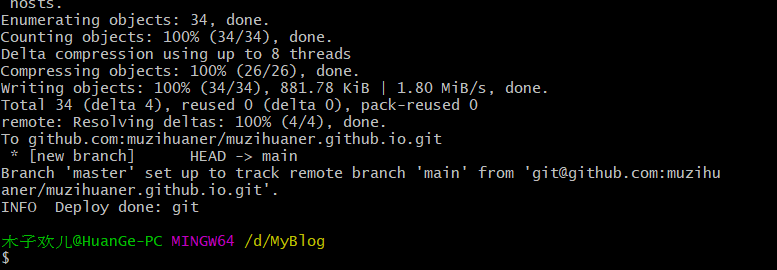 hosts.
Enumerating objects: 34, done.
Counting objects: 100% (34/34), done.
Delta compression using up to 8 threads
Compressing objects: 100% (26/26), done.
Writing objects: 100% (34/34), 881.78 KiB | 1.80 MiB/s, done.
Total 34 (delta 4), reused 0 (delta 0), pack-reused 0
remote: Resolving deltas: 100% (4/4), done.
To github.com:muzihuaner/muzihuaner.github.io.git
 * [new branch]      HEAD -> main
Branch 'master' set up to track remote branch 'main' from 'git@github.com:muzihu
aner/muzihuaner.github.io.git'.
INFO  Deploy done: git
木子欢儿@HuanGe-PC MINGW64 /d/MyBlog
$